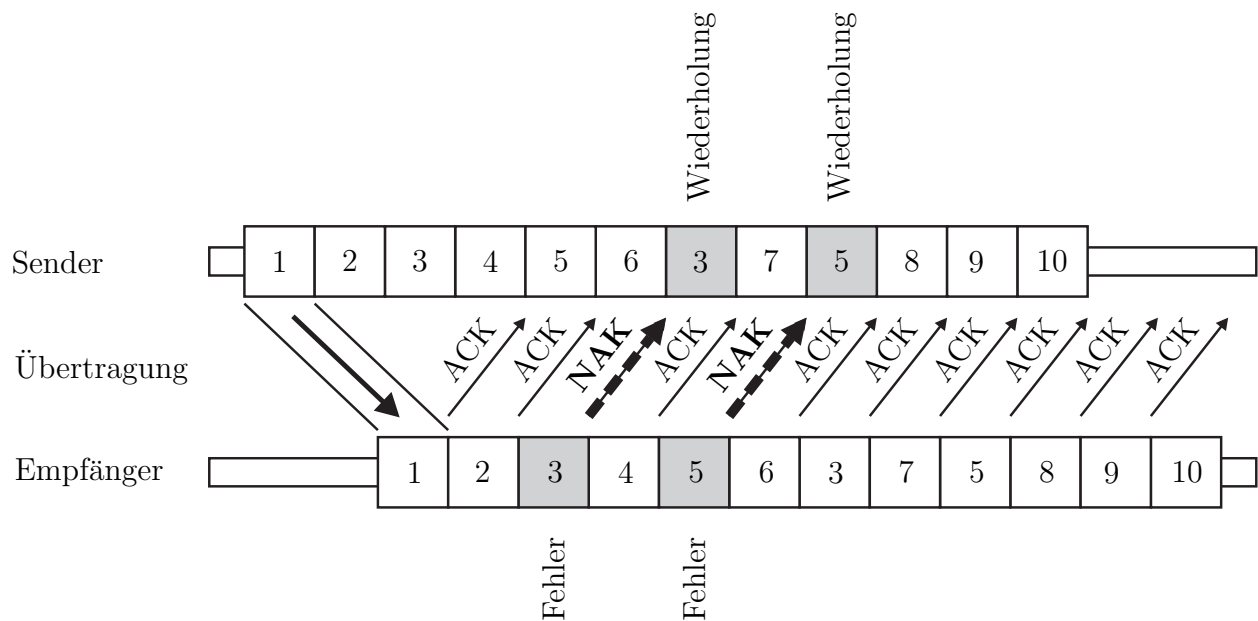 Wiederholung
Wiederholung
Sender
1 2 3 4 5 6 3 7 5 8 9 10
Übertragung
ACK ACK NAK ACK NAK ACK ACK ACK ACK ACK ACK
Empfänger
1 2 3 4 5 6 3 7 5 8 9 10
Fehler
Fehler